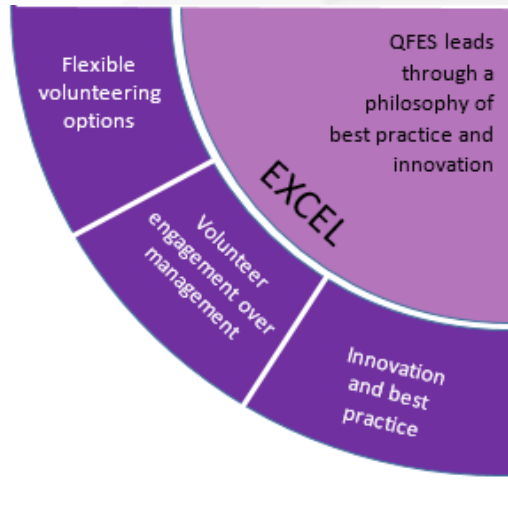 QFES leads
through a
philosophy of
best practice and
innovation
EXCEL
Flexible
volunteering
options
Volunteer
engagement over
management
Innovation
and best
practice